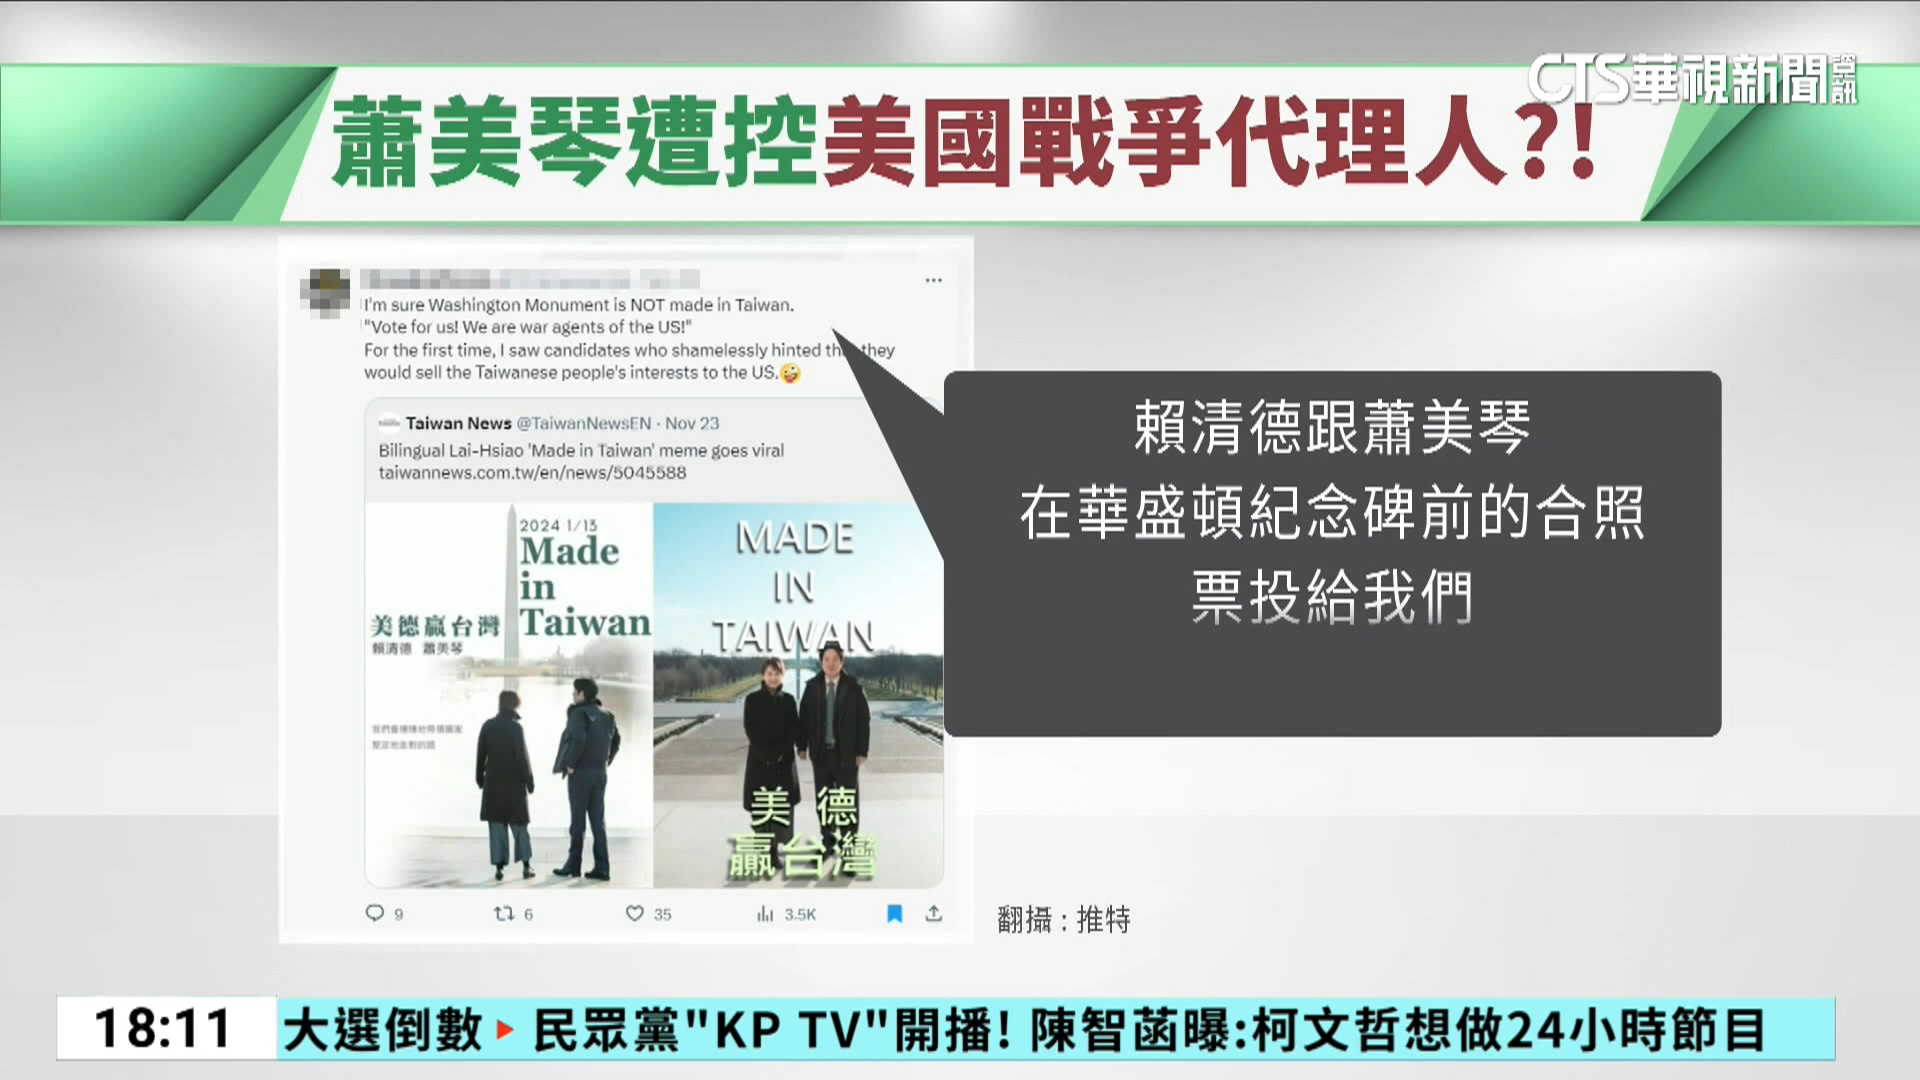 CTS華視新聞資訊
蕭美琴遭控美國戰爭代理人?!
I'm sure Washington Monument is NOT made in Taiwan.
"Vote for us! We are war agents of the US!"
For the first time, I saw candidates who shamelessly hinted they
would sell the Taiwanese people's interests to the US.🤪
Taiwan News @TaiwanNewsEN · Nov 23
Bilingual Lai-Hsiao 'Made in Taiwan' meme goes viral
taiwannews.com.tw/en/news/5045588
2024 1/13
Made
in
Taiwan
美德贏台灣
賴清德 蕭美琴
MADE
IN
TAIWAN
美 德
贏台灣
9
6
35
3.5K
賴清德跟蕭美琴
在華盛頓紀念碑前的合照
票投給我們
翻攝:推特
18:11
大選倒數▶民眾黨"KP TV"開播! 陳智菡曝:柯文哲想做24小時節目